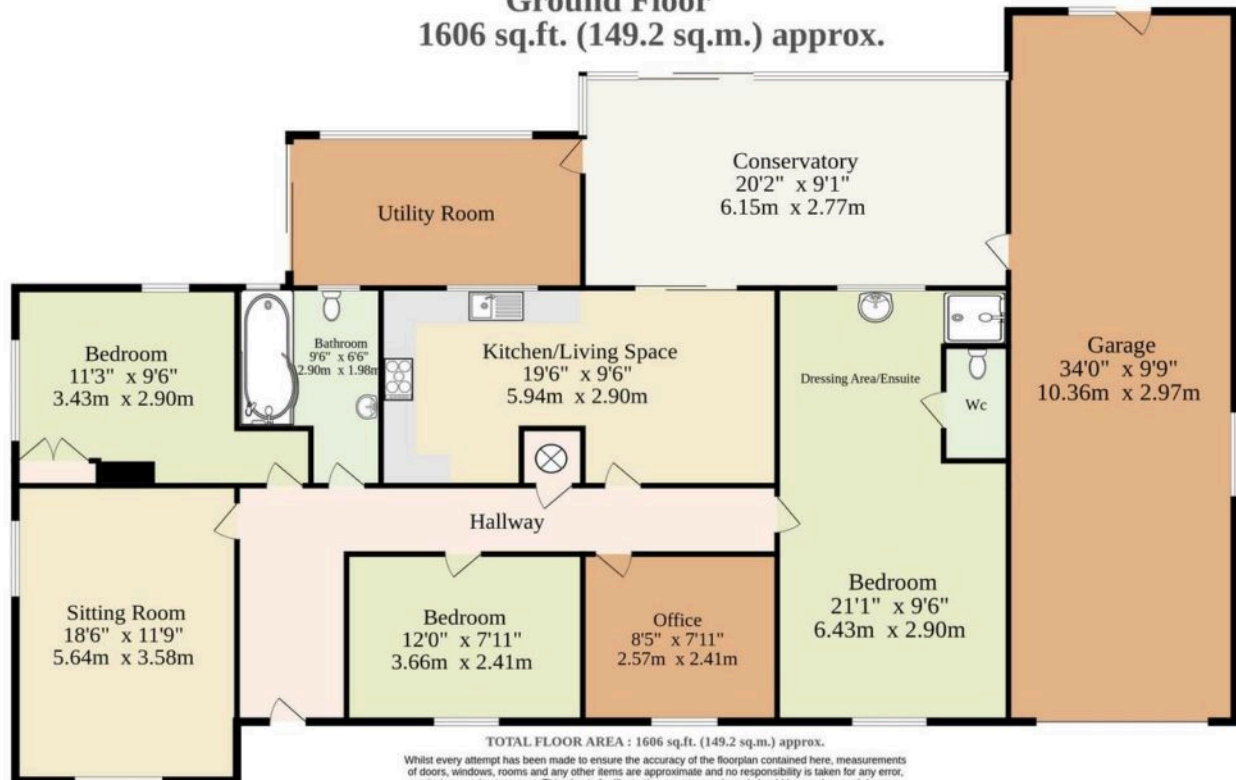 Ground Floor
1606 sq.ft. (149.2 sq.m.) approx.
Conservatory
20'2" x 9'1"
6.15m x 2.77m
Utility Room
Bedroom
11'3" x 9'6"
3.43m x 2.90m
Bathroom
9'6" x 6'6"
2.90m x 1.98m
Kitchen/Living Space
19'6" x 9'6"
5.94m x 2.90m
Dressing Area/Ensuite
Wc
Garage
34'0" x 9'9"
10.36m x 2.97m
Hallway
Sitting Room
18'6" x 11'9"
5.64m x 3.58m
Bedroom
12'0" x 7'11"
3.66m x 2.41m
Office
8'5" x 7'11"
2.57m x 2.41m
Bedroom
21'1" x 9'6"
6.43m x 2.90m
TOTAL FLOOR AREA : 1606 sq.ft. (149.2 sq.m.) approx.
Whilst every attempt has been made to ensure the accuracy of the floorplan contained here, measurements
of doors, windows, rooms and any other items are approximate and no responsibility is taken for any error,